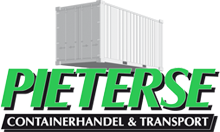 PIETERSE
CONTAINERHANDEL & TRANSPORT